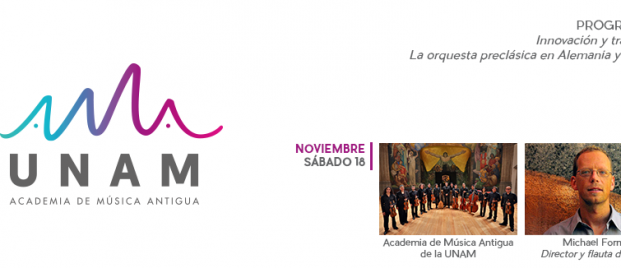 PROGR
Innovación y tra
La orquesta preclásica en Alemania y
UNAM
ACADEMIA DE MÚSICA ANTIGUA
NOVIEMBRE
SÁBADO 18
Academia de Música Antigua
de la UNAM
Michael Form
Director y flauta d